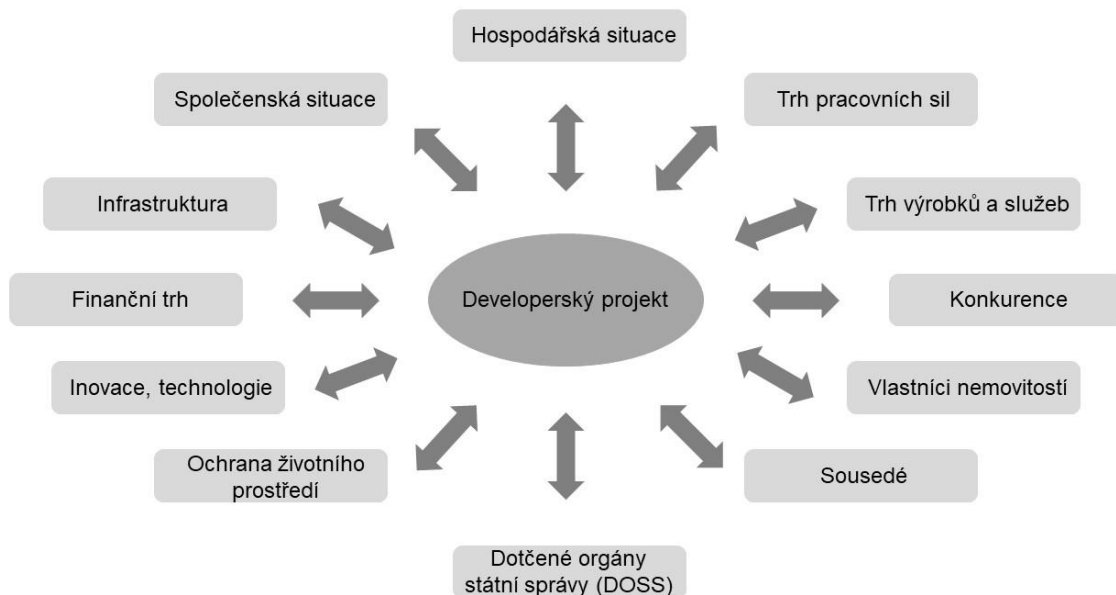 Hospodářská situace
Společenská situace
Trh pracovních sil
Infrastruktura
Trh výrobků a služeb
Finanční trh
Developerský projekt
Konkurence
Inovace, technologie
Vlastníci nemovitostí
Ochrana životního
prostředí
Sousedé
Dotčené orgány
státní správy (DOSS)